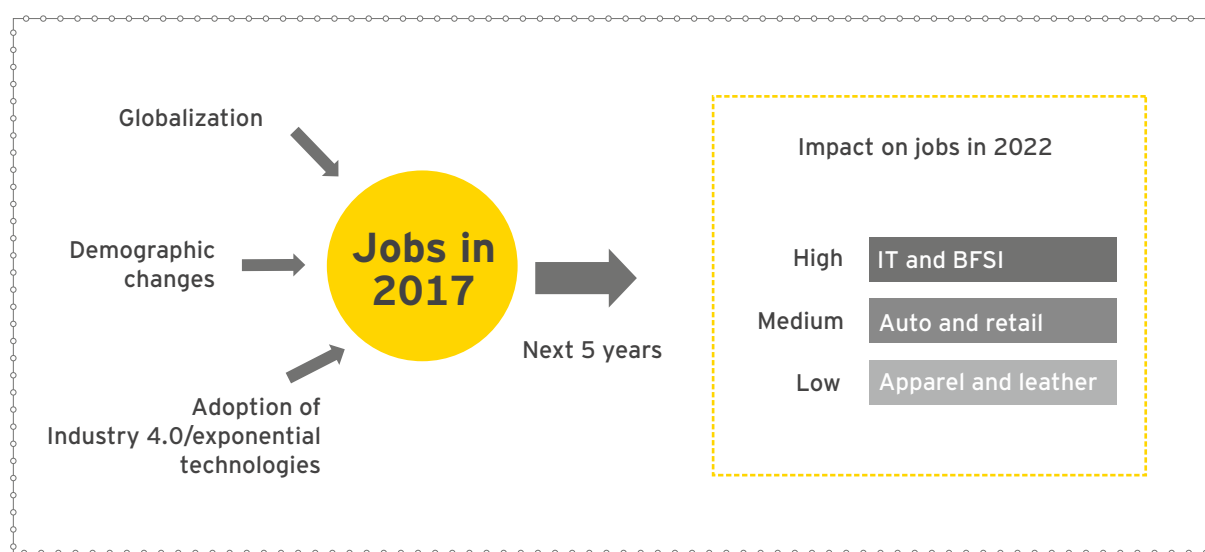 Globalization
Demographic
changes
Adoption of
Industry 4.0/exponential
technologies
Jobs in
2017
Next 5 years
Impact on jobs in 2022
High IT and BFSI
Medium Auto and retail
Low Apparel and leather